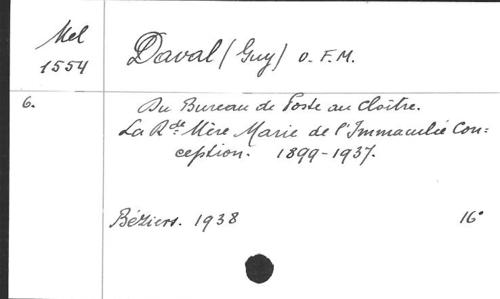 Mel
1554
Daval (Guy) O.F.M.
6.
Du Bureau de Poste au Cloître.
La Rde Mère Marie de l'Immaculée Con=
ception. 1899-1937.
Béziers. 1938
16°